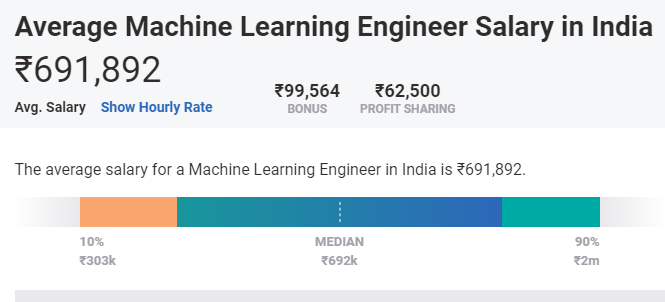 Average Machine Learning Engineer Salary in India
₹691,892
Avg. Salary Show Hourly Rate
₹99,564 ₹62,500
BONUS PROFIT SHARING
The average salary for a Machine Learning Engineer in India is ₹691,892.
10% MEDIAN 90%
₹303k ₹692k ₹2m